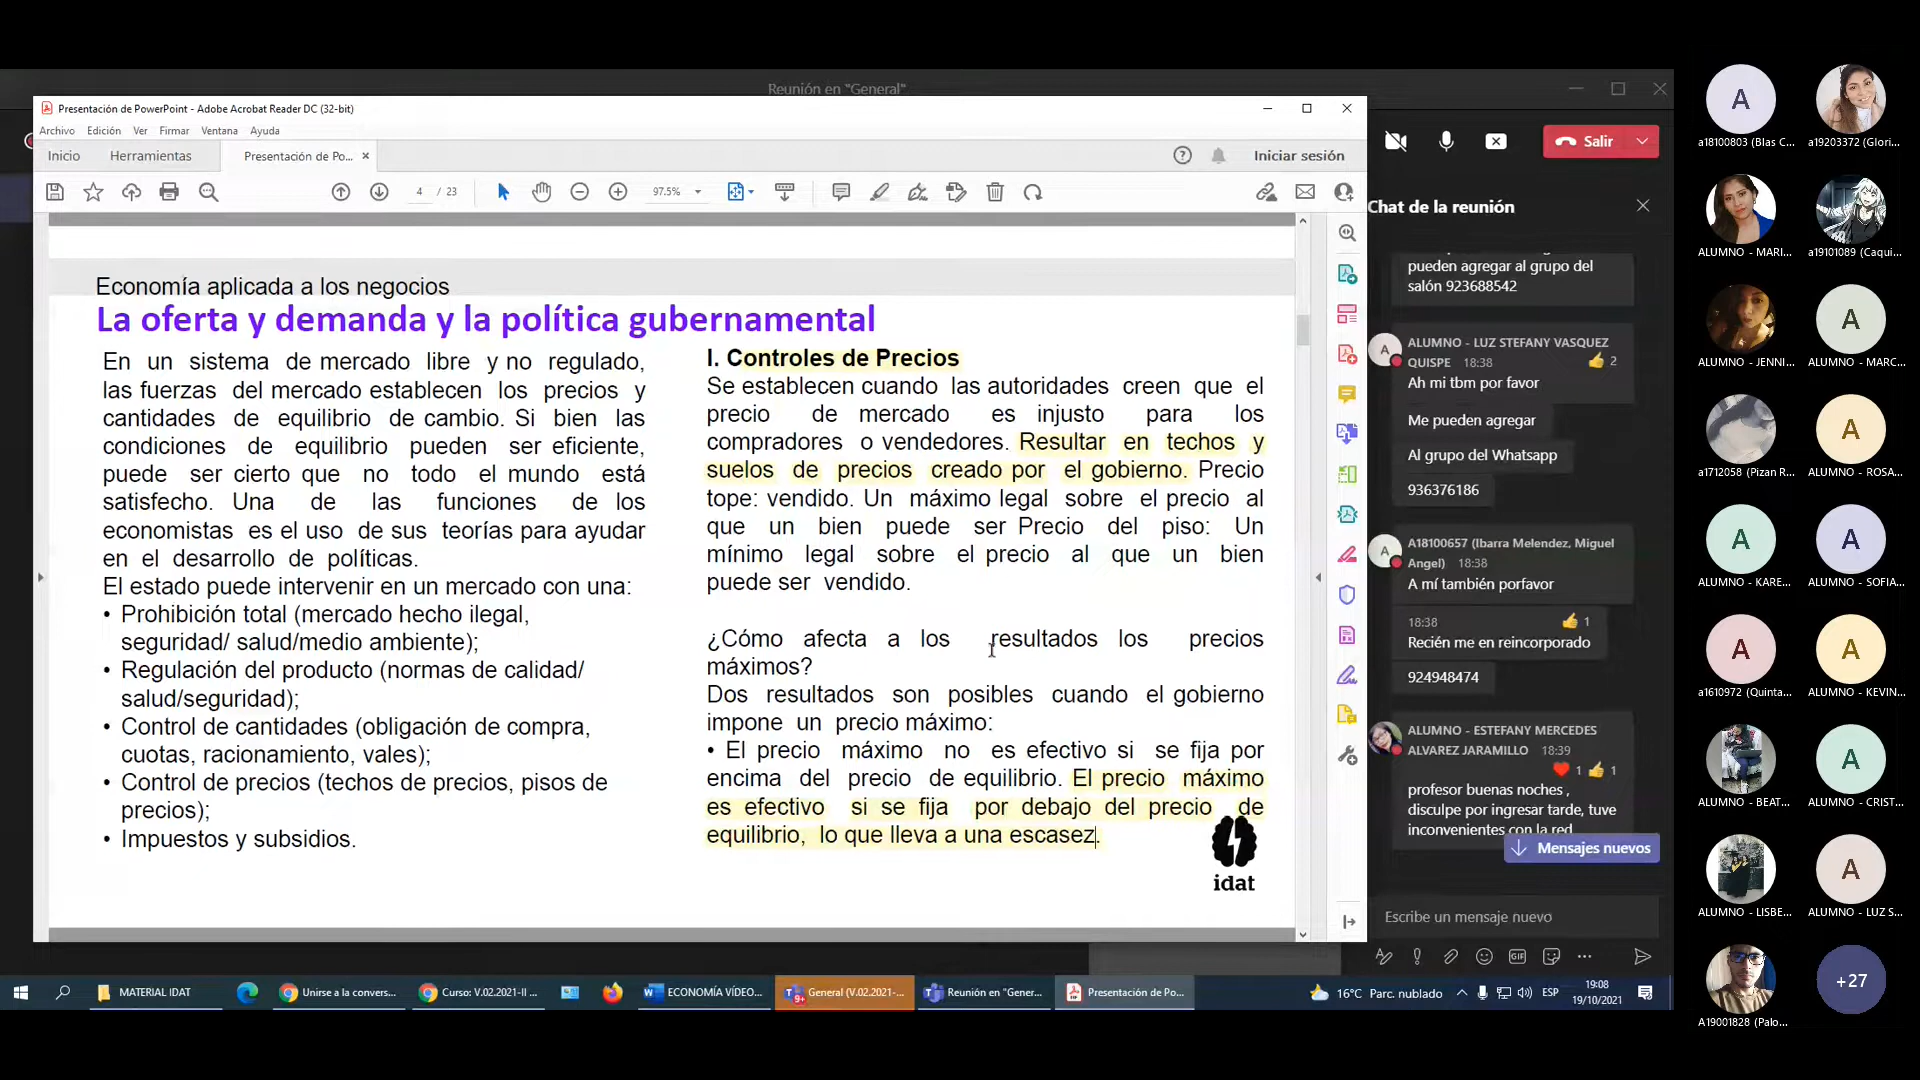 Reunión en "General"
Presentación de PowerPoint - Adobe Acrobat Reader DC (32-bit)
Archivo Edición Ver Firmar Ventana Ayuda
Inicio Herramientas Presentación de Po... Iniciar sesión
4 / 23 97.5%
Economía aplicada a los negocios
La oferta y demanda y la política gubernamental
En un sistema de mercado libre y no regulado,
las fuerzas del mercado establecen los precios y
cantidades de equilibrio de cambio. Si bien las
condiciones de equilibrio pueden ser eficiente,
puede ser cierto que no todo el mundo está
satisfecho. Una de las funciones de los
economistas es el uso de sus teorías para ayudar
en el desarrollo de políticas.
El estado puede intervenir en un mercado con una:
• Prohibición total (mercado hecho ilegal,
seguridad/ salud/medio ambiente);
• Regulación del producto (normas de calidad/
salud/seguridad);
• Control de cantidades (obligación de compra,
cuotas, racionamiento, vales);
• Control de precios (techos de precios, pisos de
precios);
• Impuestos y subsidios.
I. Controles de Precios
Se establecen cuando las autoridades creen que el
precio de mercado es injusto para los
compradores o vendedores. Resultar en techos y
suelos de precios creado por el gobierno. Precio
tope: vendido. Un máximo legal sobre el precio al
que un bien puede ser Precio del piso: Un
mínimo legal sobre el precio al que un bien
puede ser vendido.
¿Cómo afecta a los resultados los precios
máximos?
Dos resultados son posibles cuando el gobierno
impone un precio máximo:
• El precio máximo no es efectivo si se fija por
encima del precio de equilibrio. El precio máximo
es efectivo si se fija por debajo del precio de
equilibrio, lo que lleva a una escasez.
idat
Salir
Chat de la reunión
pueden agregar al grupo del
salón 923688542
A
ALUMNO - LUZ STEFANY VASQUEZ
QUISPE 18:38 👍 2
Ah mi tbm por favor
Me pueden agregar
Al grupo del Whatsapp
936376186
A
A18100657 (Ibarra Melendez, Miguel
Angel) 18:38
A mí también porfavor
18:38 👍 1
Recién me en reincorporado
924948474
ALUMNO - ESTEFANY MERCEDES
ALVAREZ JARAMILLO 18:39
❤️ 1 👍 1
profesor buenas noches ,
disculpe por ingresar tarde, tuve
inconvenientes con la red
Mensajes nuevos
Escribe un mensaje nuevo
GIF
A
a18100803 (Blas C... a19203372 (Glori...
ALUMNO - MARI... a19101089 (Caqui...
A
ALUMNO - JENNI... ALUMNO - MARC...
A
a1712058 (Pizan R... ALUMNO - ROSA...
A A
ALUMNO - KARE... ALUMNO - SOFIA...
A A
a1610972 (Quinta... ALUMNO - KEVIN...
A
ALUMNO - BEAT... ALUMNO - CRIST...
A
ALUMNO - LISBE... ALUMNO - LUZ S...
+27
A19001828 (Palo...
MATERIAL IDAT
Unirse a la convers...
Curso: V.02.2021-II ...
ECONOMÍA VÍDEO...
9+ General (V.02.2021-...
Reunión en "Gener...
Presentación de Po...
16°C Parc. nublado
ESP
19:08
19/10/2021